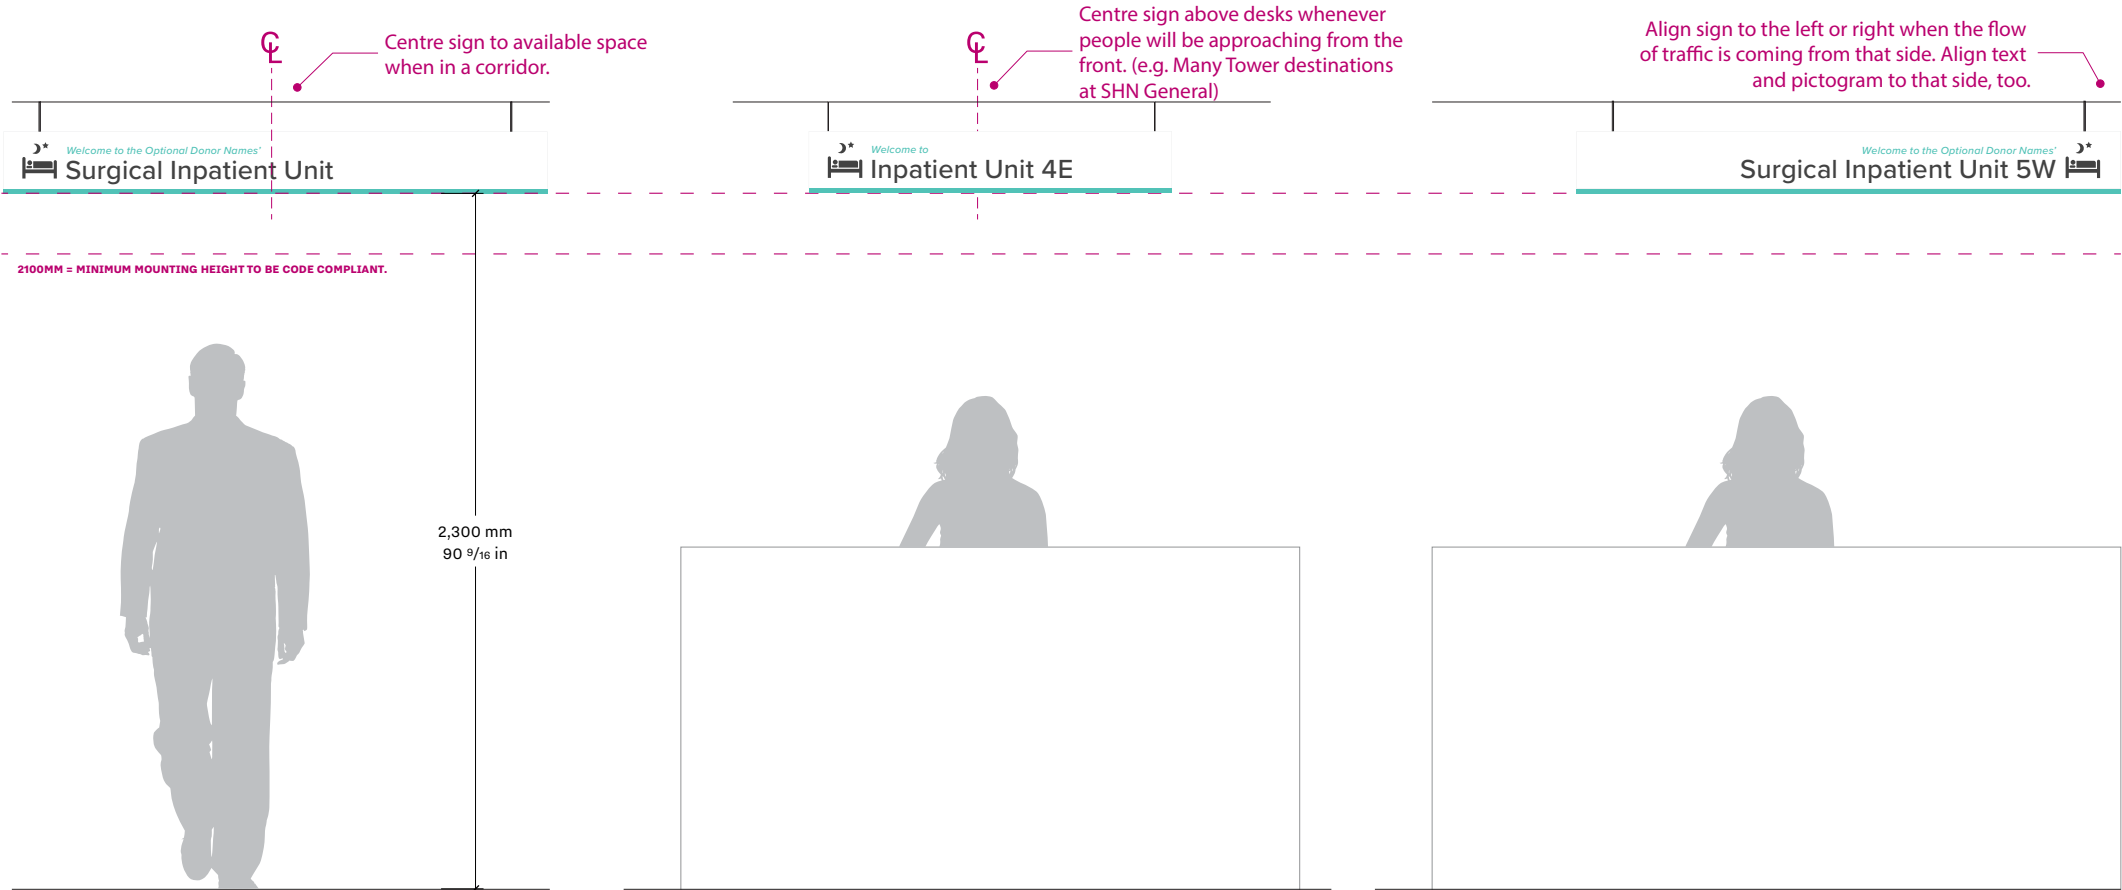 ℄
Centre sign to available space
when in a corridor.
Welcome to the Optional Donor Names'
Surgical Inpatient Unit
℄
Centre sign above desks whenever
people will be approaching from the
front. (e.g. Many Tower destinations
at SHN General)
Welcome to
Inpatient Unit 4E
Align sign to the left or right when the flow
of traffic is coming from that side. Align text
and pictogram to that side, too.
Welcome to the Optional Donor Names'
Surgical Inpatient Unit 5W
2100MM = MINIMUM MOUNTING HEIGHT TO BE CODE COMPLIANT.
2,300 mm
90 9/16 in